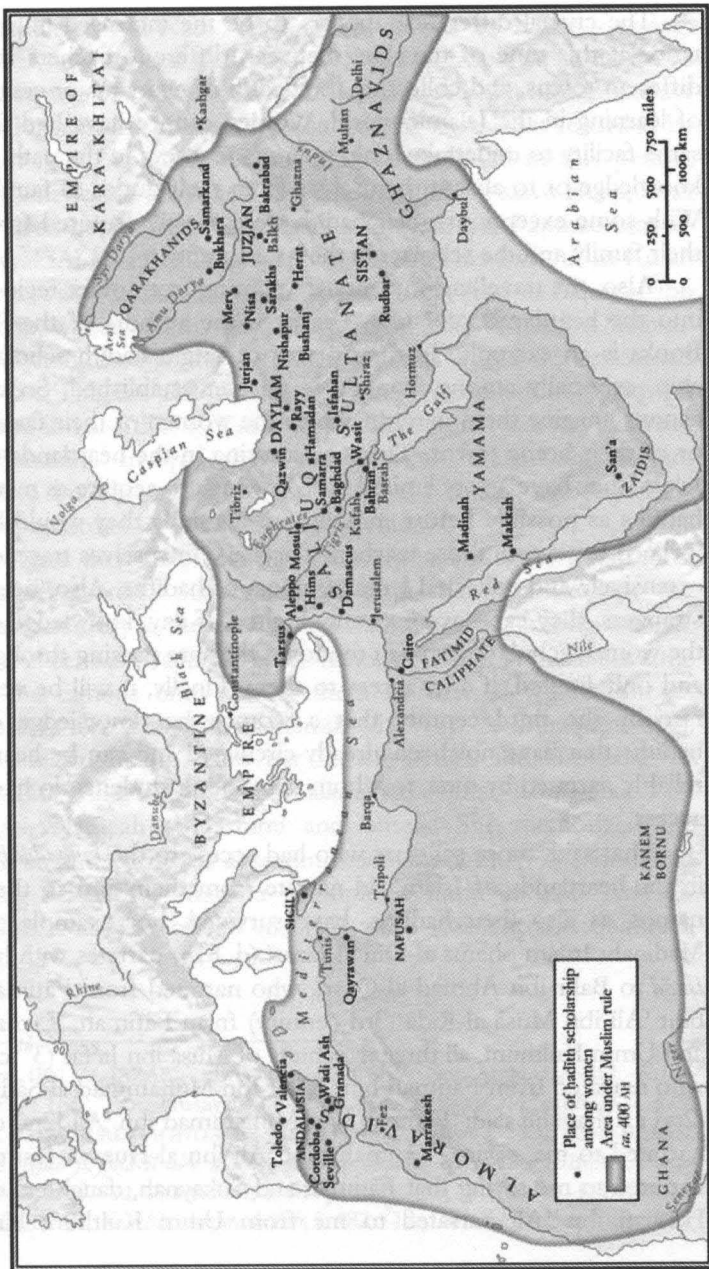 EMPIRE OF
KARAKHITAI
Kashgar
Aral
Sea
Syr Darya
QARAKHANIDS
Samarkand
Amu Darya
Bukhara
Merv
JUZJAN
Nisa
Balkh
Bakrabad
Sarakhs
Jurjan
Nishapur
Herat
Ghazna
Bushanj
Multan
Delhi
GHAZNAVIDS
Volga
Caspian Sea
DAYLAM
Rayy
Qazwin
Hamadan
Isfahan
Tibriz
SISTAN
Rudbar
Shiraz
Daybul
SALJUQ SULTANATE
Mosul
Samarra
Baghdad
Wasit
Kufah
Euphrates
Tigris
Bahran
Basrah
The Gulf
Hormuz
Arabian
Sea
Black Sea
Constantinople
BYZANTINE
EMPIRE
Danube
Rhine
Tarsus
Aleppo
Hims
Damascus
Jerusalem
YAMAMA
Madinah
Makkah
San'a
ZAIDIS
Red Sea
Cairo
Alexandria
FATIMID
CALIPHATE
Nile
Mediterranean Sea
Barqa
Tripoli
NAFUSAH
SICILY
Tunis
Qayrawan
Toledo
Valencia
ANDALUSIA
Cordoba
Wadi Ash
Seville
Granada
Fez
Marrakesh
ALMORAVID
KANEM
BORNU
GHANA
Niger
Place of hadith scholarship
among women
Area under Muslim rule
ca. 400 AH
0 250 500 750 miles
0 500 1000 km